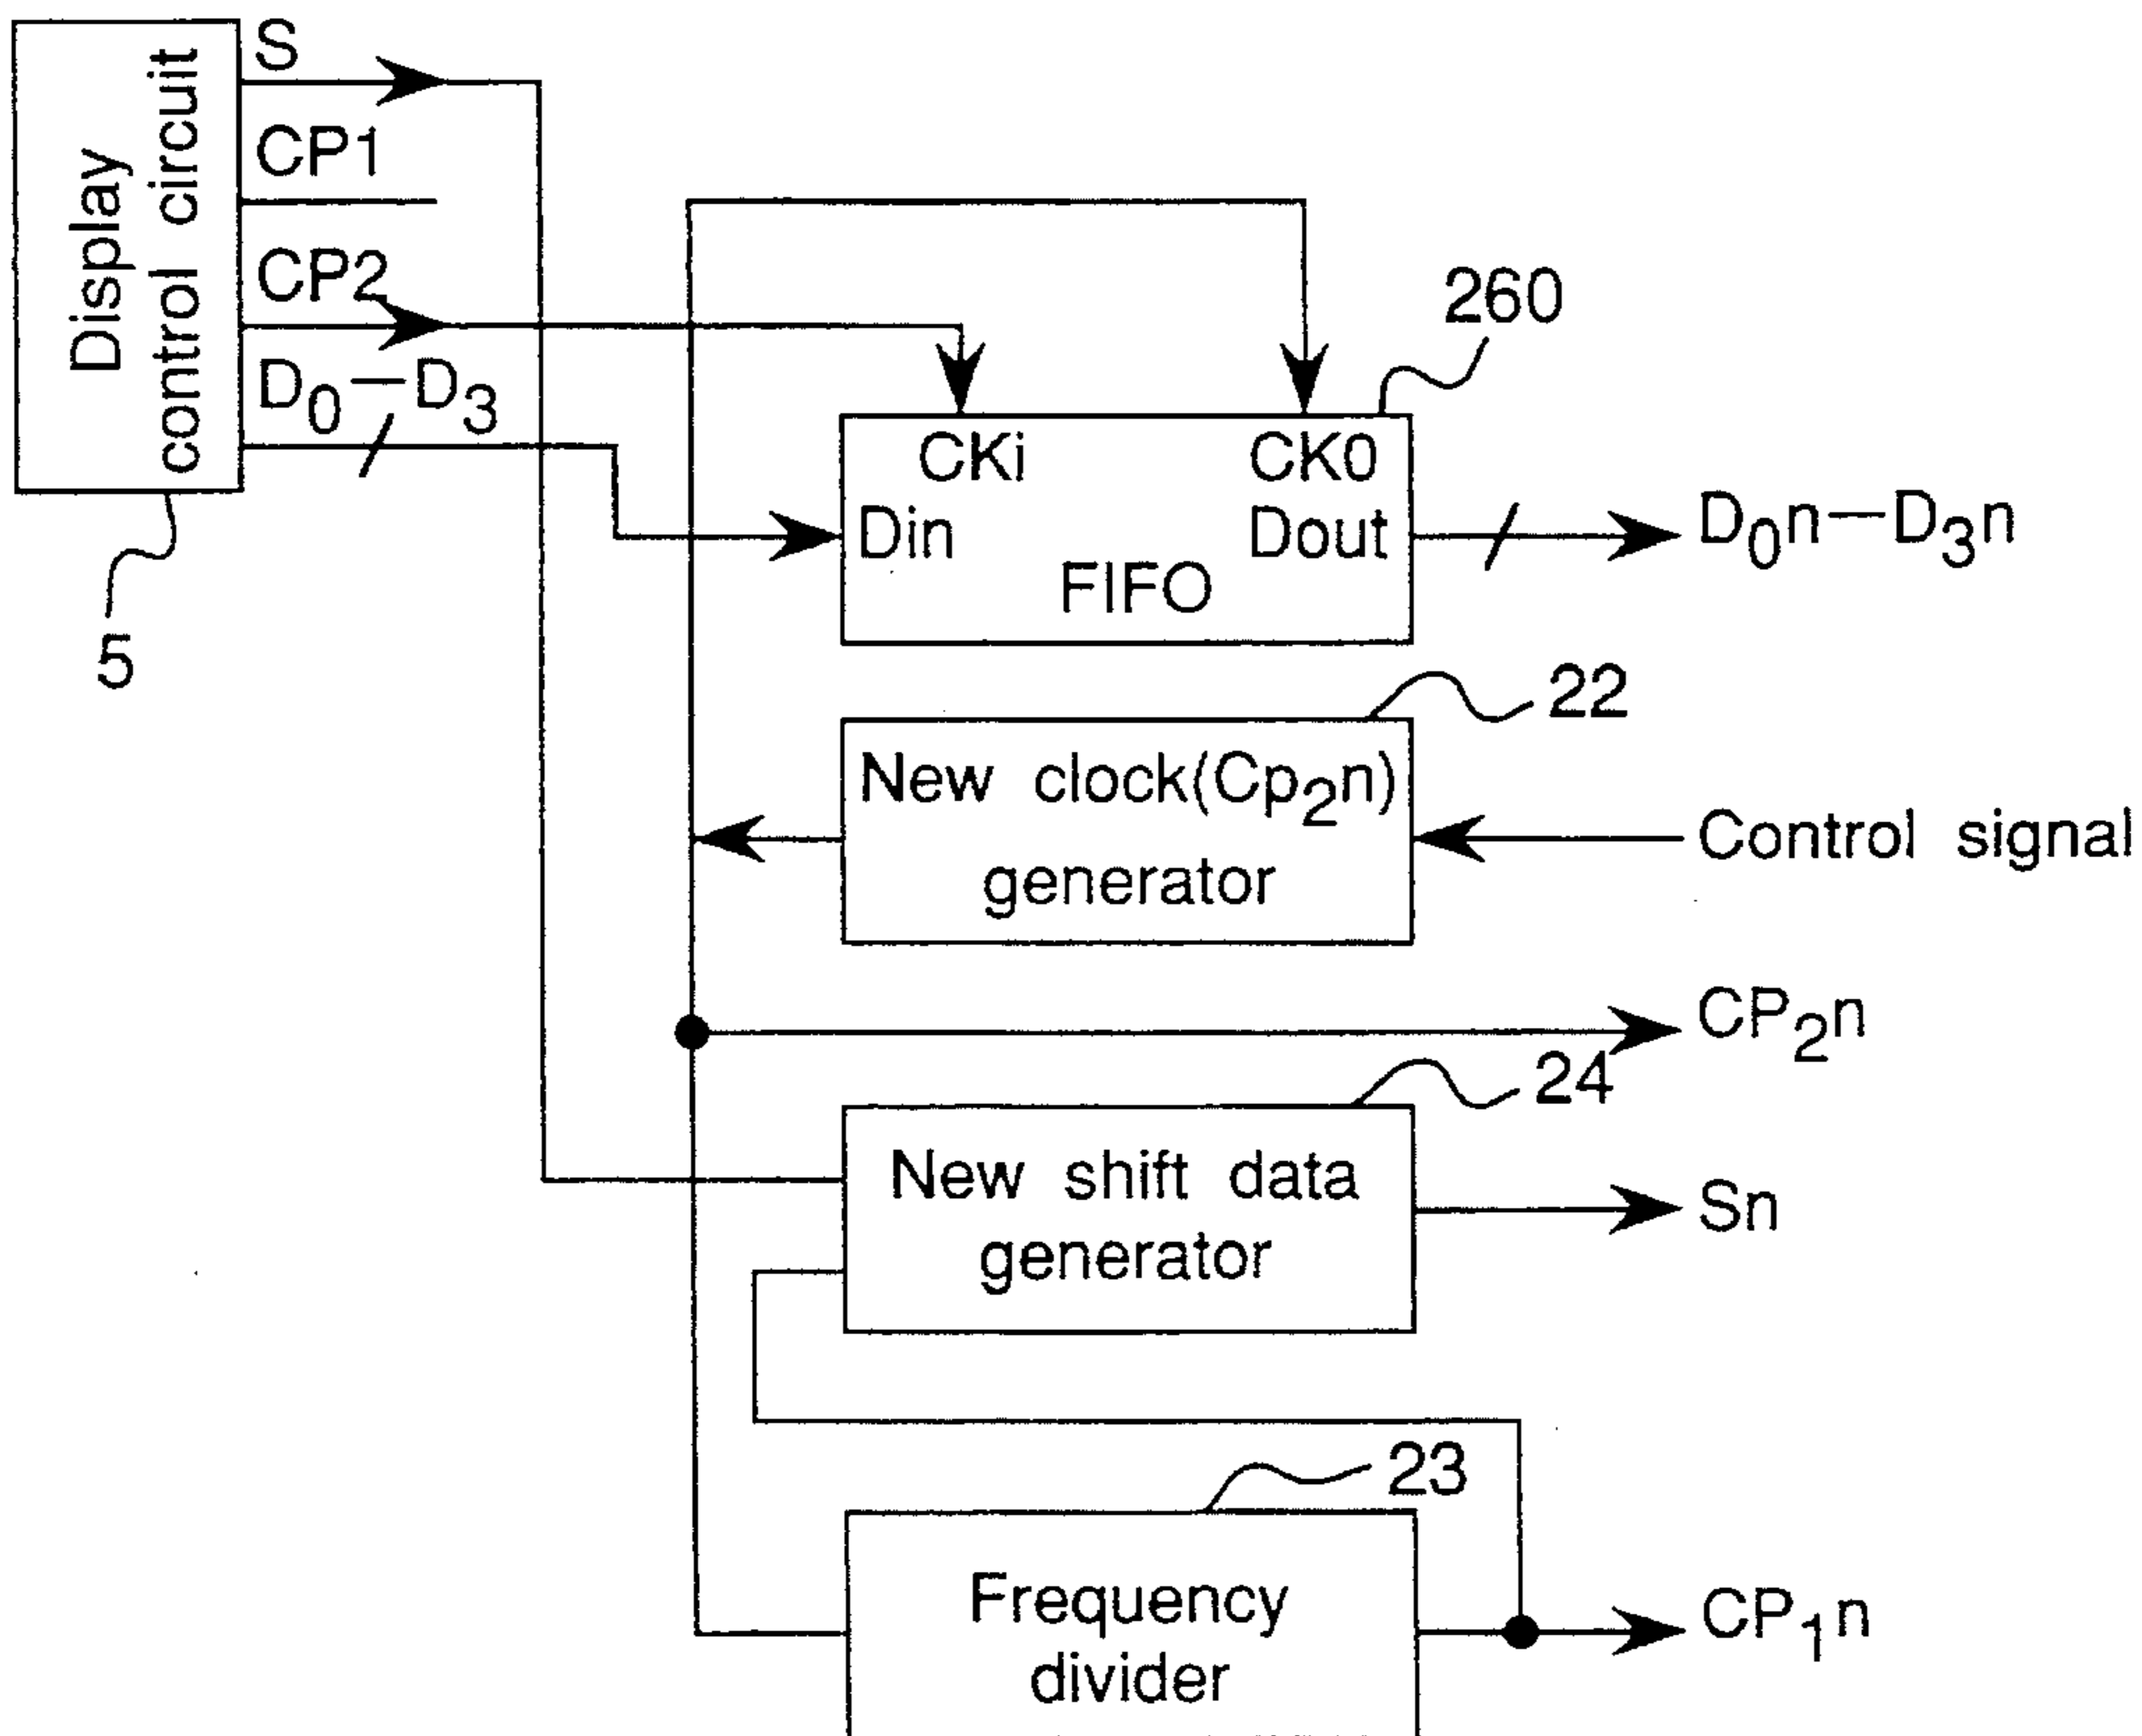 Display
control circuit
S
CP1
CP2
D0—D3
5
260
CKi
CK0
Din
Dout
FIFO
D0n—D3n
22
New clock(Cp2n)
generator
Control signal
CP2n
24
New shift data
generator
Sn
23
Frequency
divider
CP1n